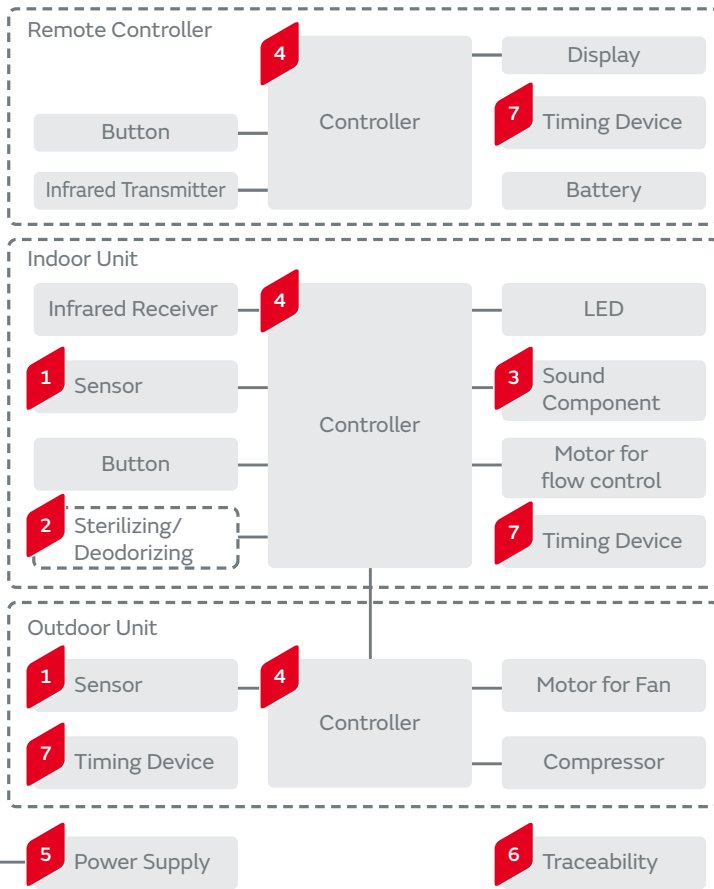 Remote Controller
4
Controller
Display
Button
7
Timing Device
Infrared Transmitter
Battery
Indoor Unit
Infrared Receiver
4
Controller
LED
1
Sensor
3
Sound
Component
Button
Motor for
flow control
2
Sterilizing/
Deodorizing
7
Timing Device
Outdoor Unit
1
Sensor
4
Controller
Motor for Fan
7
Timing Device
Compressor
5
Power Supply
6
Traceability